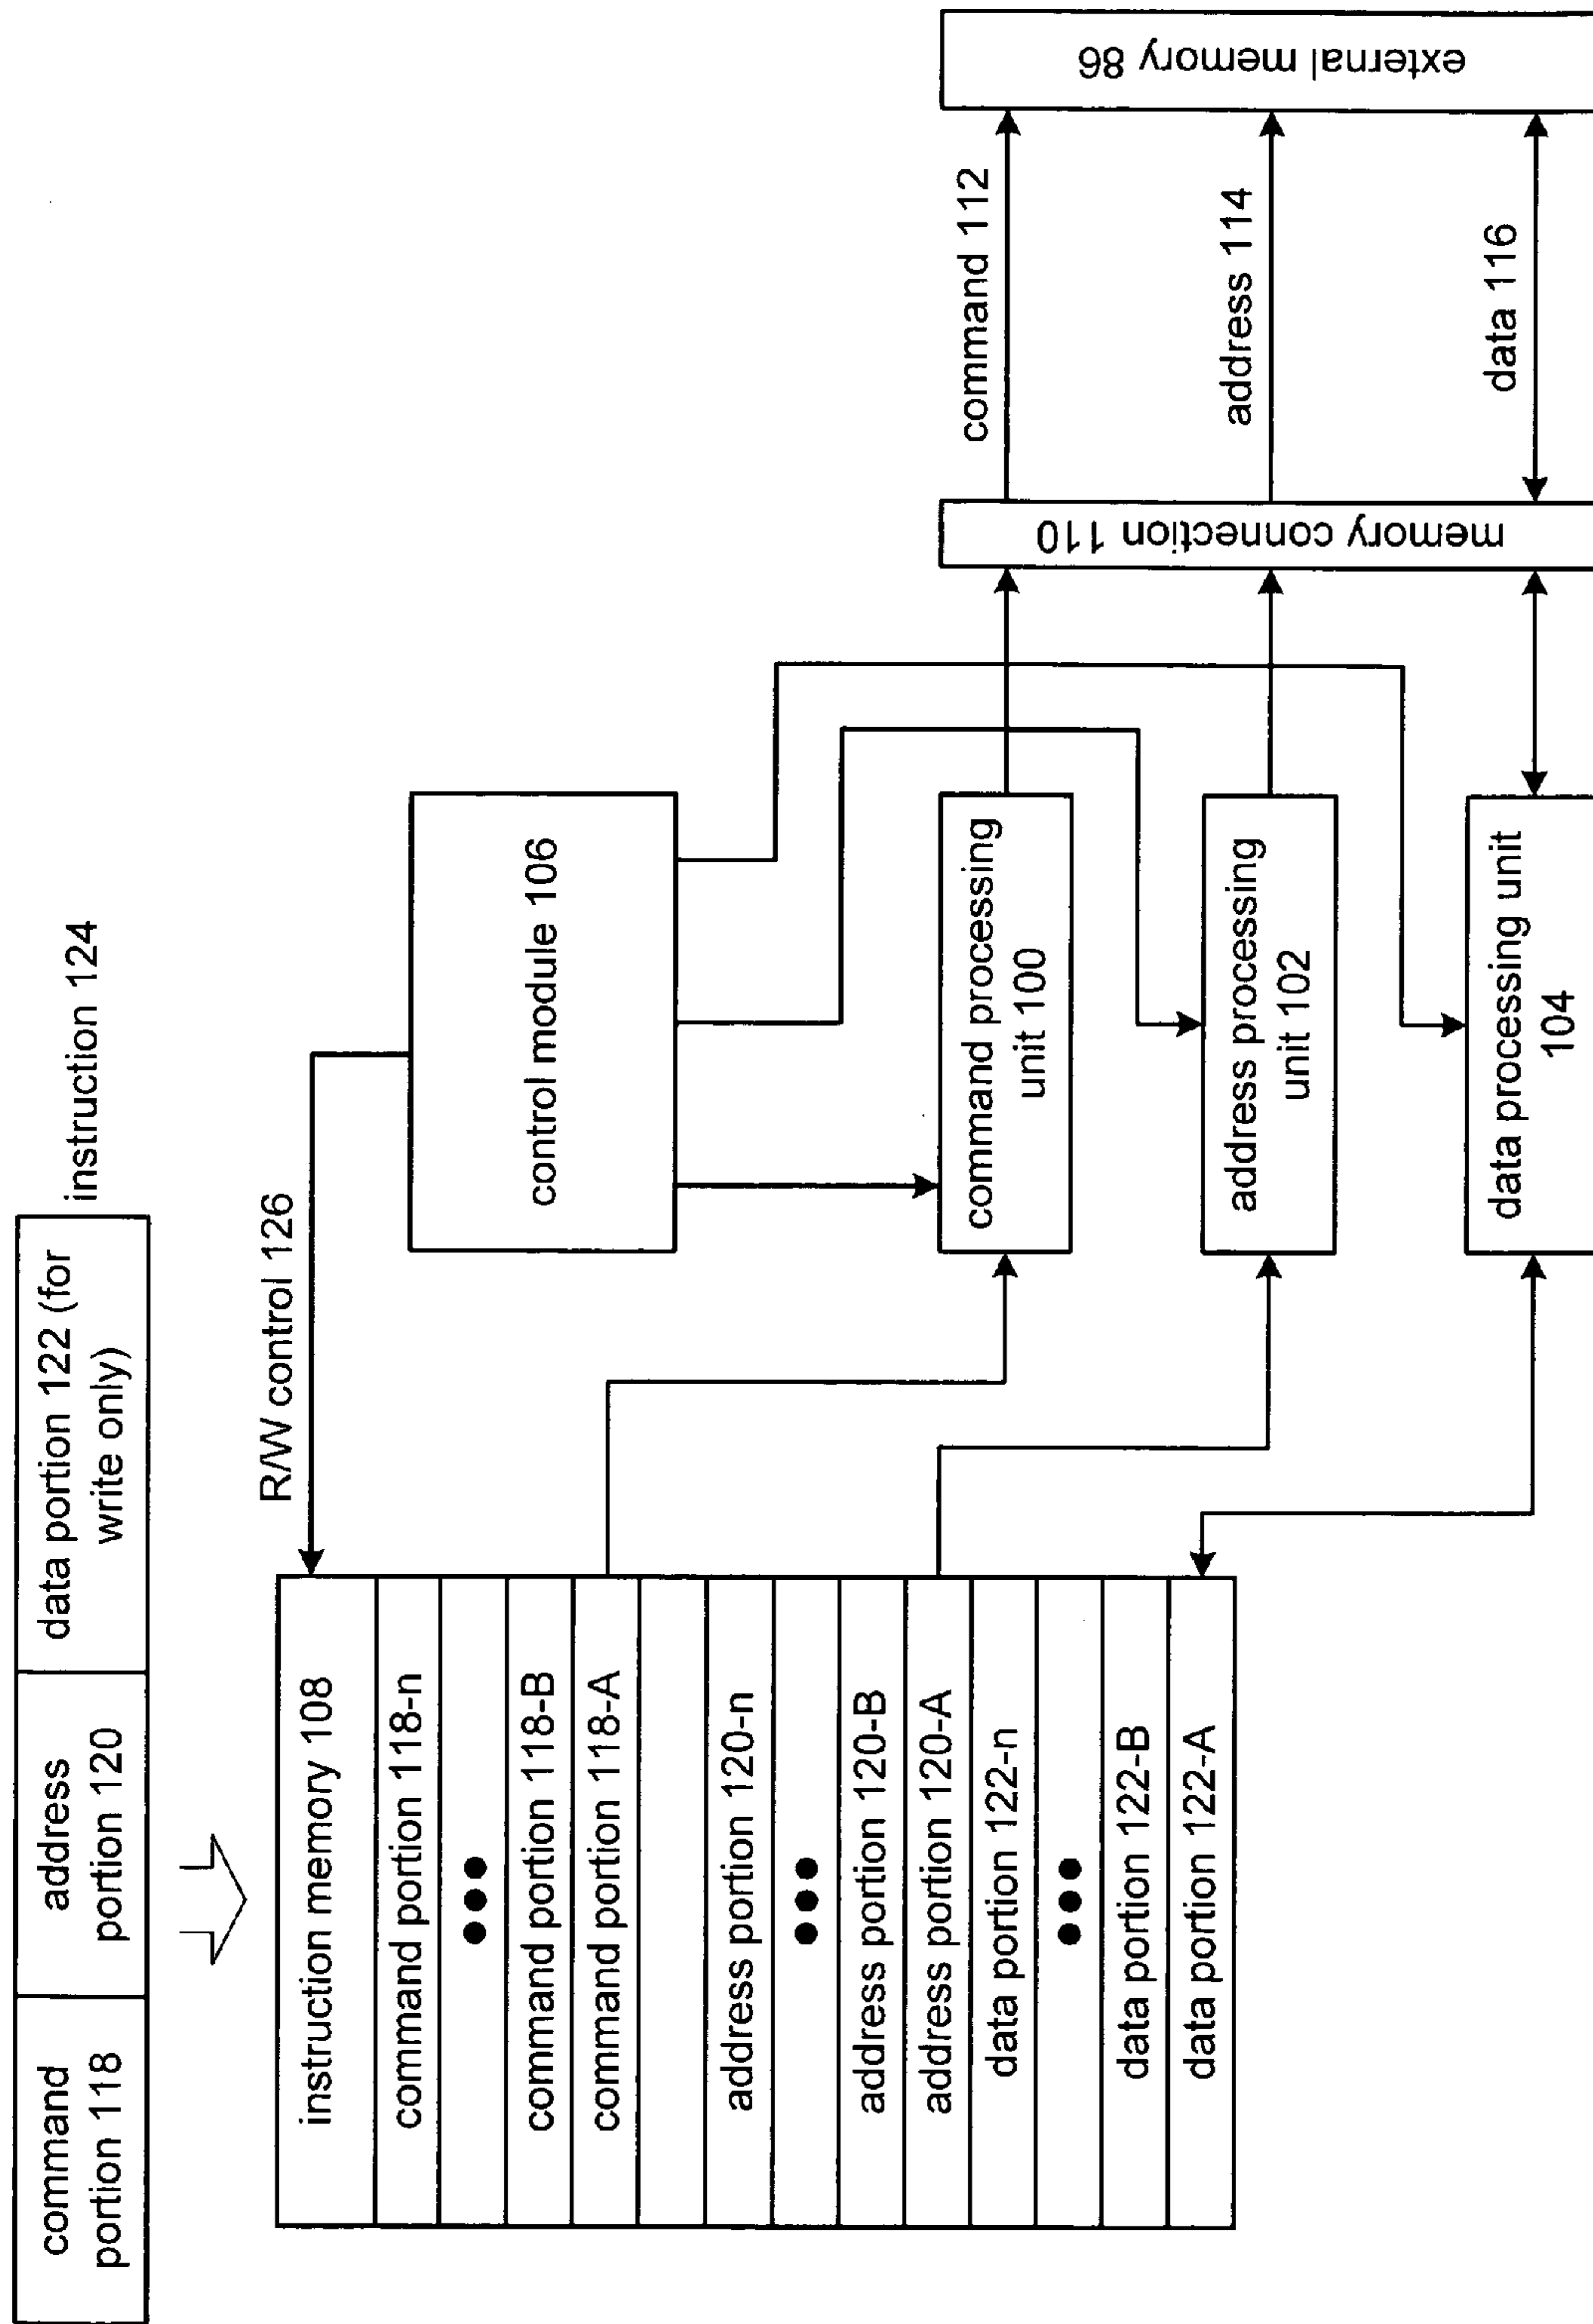 command
portion 118
address
portion 120
data portion 122 (for
write only)
instruction 124
R/W control 126
instruction memory 108
command portion 118-n
●●●
command portion 118-B
command portion 118-A
address portion 120-n
●●●
address portion 120-B
address portion 120-A
data portion 122-n
●●●
data portion 122-B
data portion 122-A
control module 106
command processing
unit 100
address processing
unit 102
data processing unit
104
memory connection 110
command 112
address 114
data 116
external memory 86